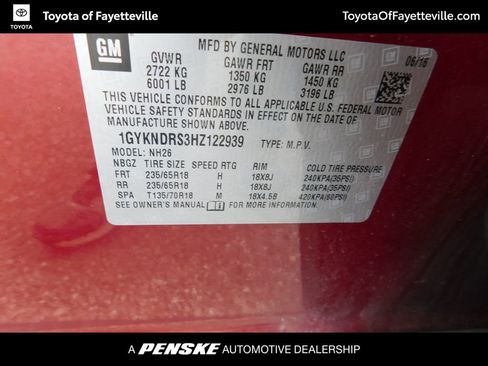 TOYOTA
Toyota of Fayetteville
ToyotaOfFayetteville.com
GM
MFD BY GENERAL MOTORS LLC
06/16
GVWR GAWR FRT GAWR RR
2722 KG 1350 KG 1450 KG
6001 LB 2976 LB 3196 LB
THIS VEHICLE CONFORMS TO ALL APPLICABLE U.S. FEDERAL MOTOR
VEHICLE SAFETY STANDARDS IN EFFECT ON THE DATE OF
MANUFACTURE SHOWN ABOVE.
1GYKNDRS3HZ122939 TYPE: M.P.V.
MODEL: NH26
NBGZ TIRE SIZE SPEED RTG RIM COLD TIRE PRESSURE
FRT 235/65R18 H 18X8J 240KPA(35PSI)
RR 235/65R18 H 18X8J 240KPA(35PSI)
SPA T135/70R18 M 18X4.5B 420KPA(60PSI)
SEE OWNER'S MANUAL FOR MORE INFORMATION.
A PENSKE AUTOMOTIVE DEALERSHIP